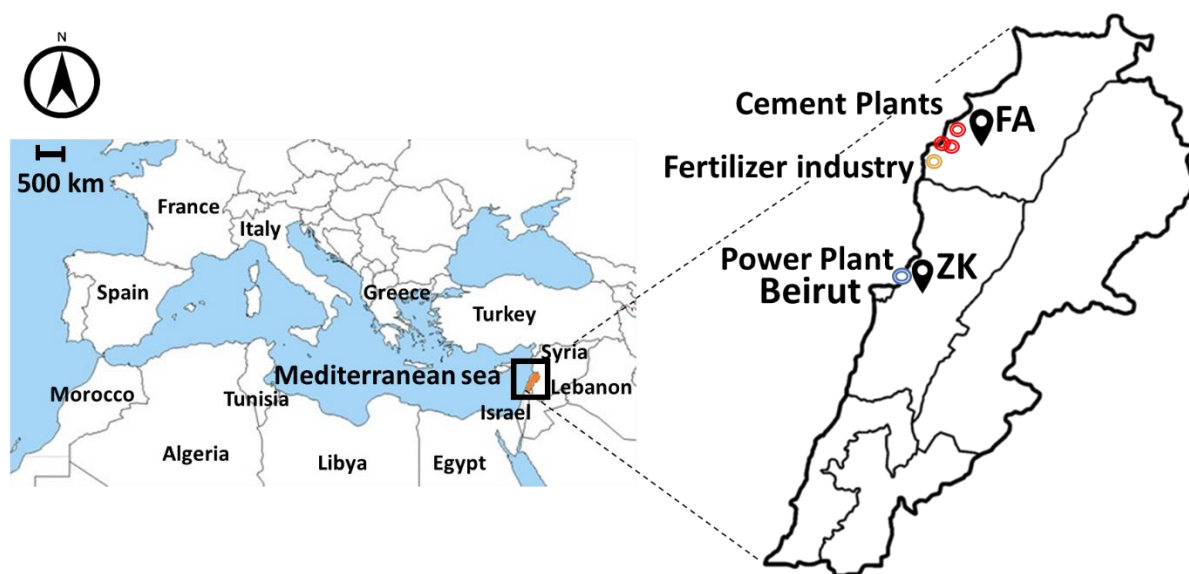 N
500 km
France
Italy
Spain
Greece
Turkey
Syria
Mediterranean sea
Lebanon
Morocco
Tunisia
Israel
Algeria
Libya
Egypt
Cement Plants
FA
Fertilizer industry
Power Plant
ZK
Beirut